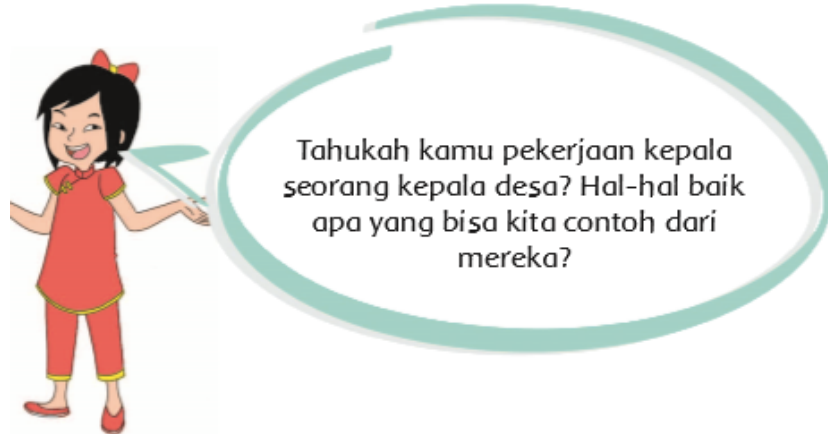 Tahukah kamu pekerjaan kepala
seorang kepala desa? Hal-hal baik
apa yang bisa kita contoh dari
mereka?